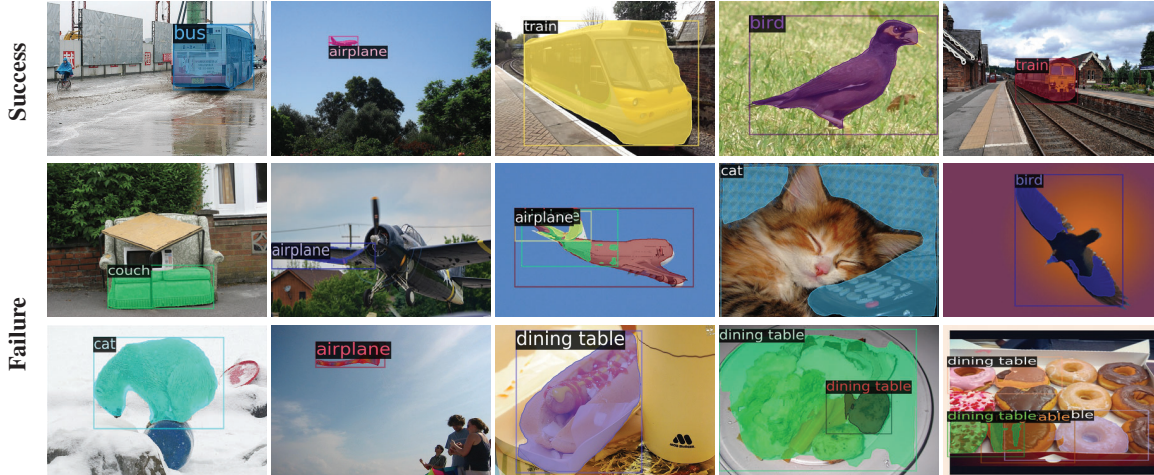 Success
bus
airplane
train
bird
train
Failure
couch
airplane
airplane
cat
bird
cat
airplane
dining table
dining table
dining table
dining table
dining table
able
ble